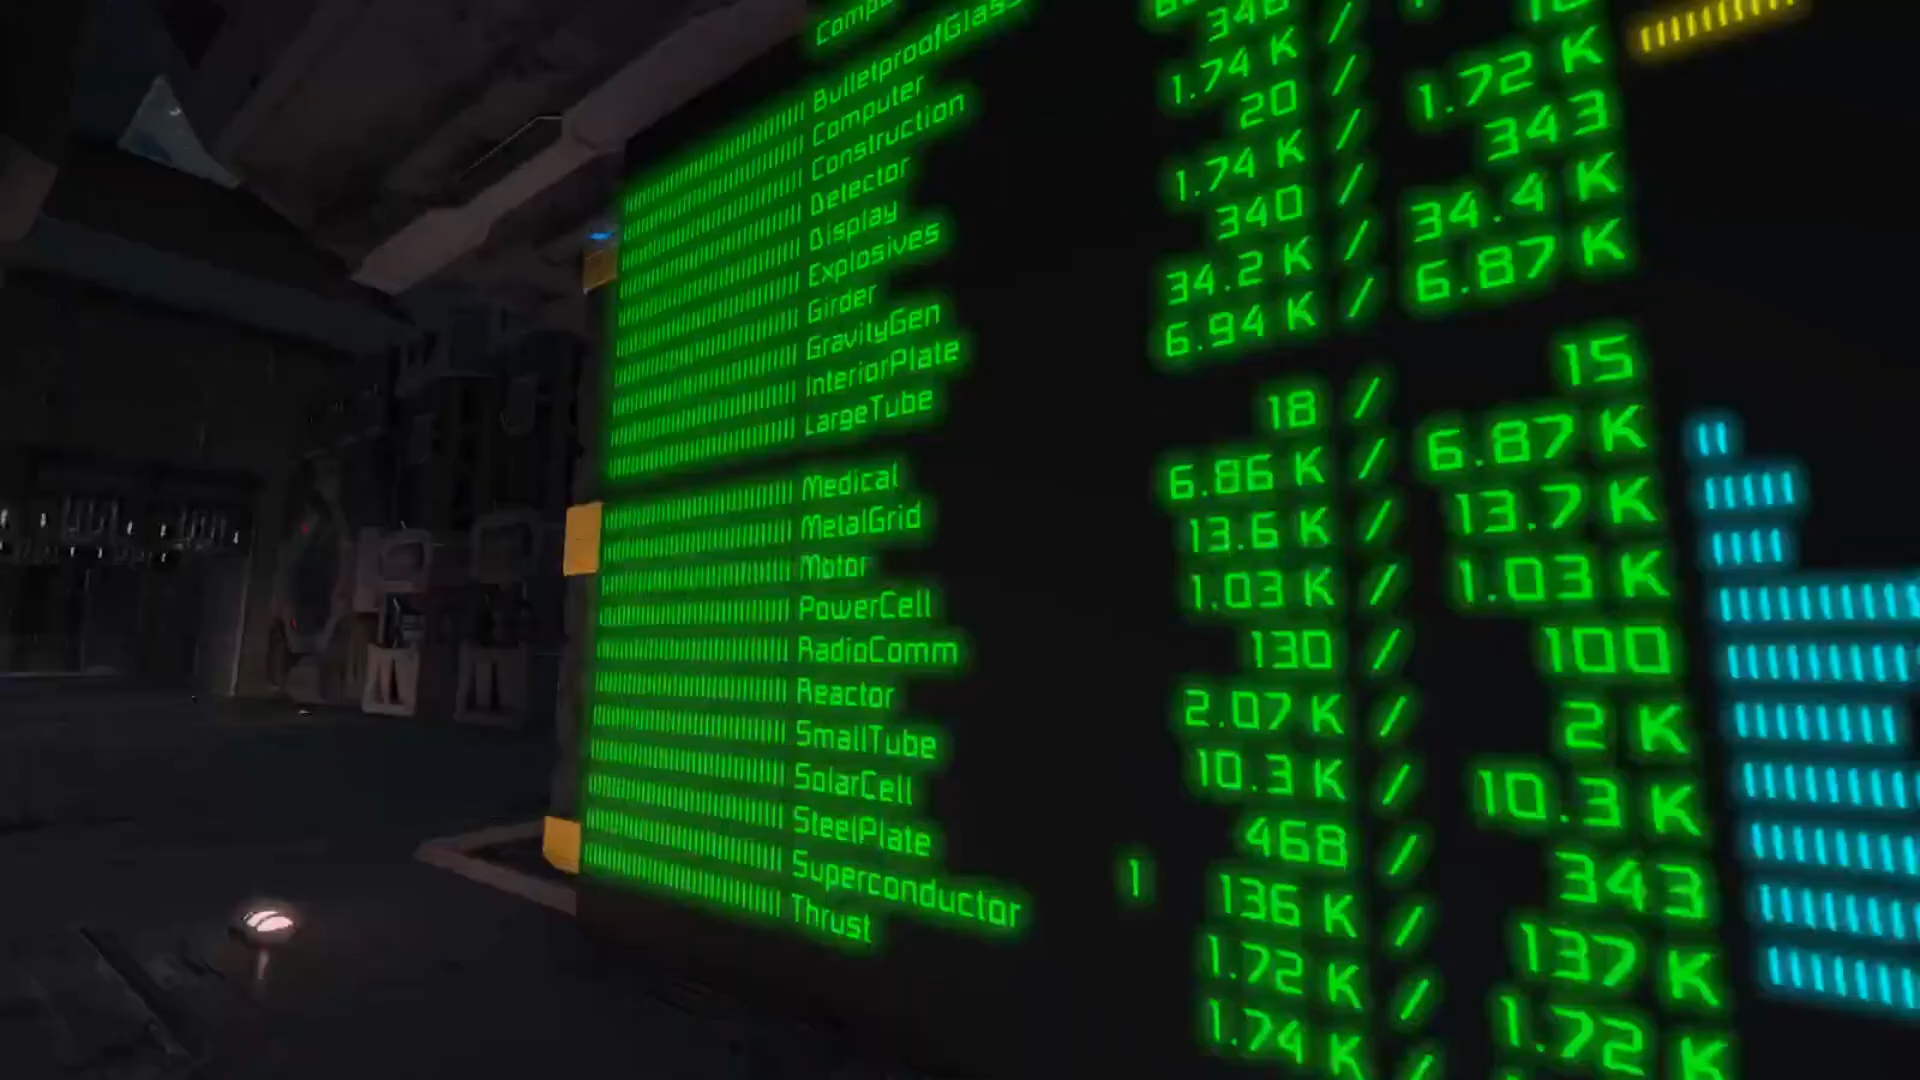 BulletproofGlass
Computer
Construction
Detector
Display
Explosives
Girder
GravityGen
InteriorPlate
LargeTube
Medical
MetalGrid
Motor
PowerCell
RadioComm
Reactor
SmallTube
SolarCell
SteelPlate
Superconductor
Thrust
1
346 /
1.74 K /
20 /
1.74 K / 1.72 K
340 / 343
34.2 K / 34.4 K
6.94 K / 6.87 K
18 / 15
6.86 K / 6.87 K
13.6 K / 13.7 K
1.03 K / 1.03 K
130 / 100
2.07 K / 2 K
10.3 K / 10.3 K
468 / 343
136 K / 137 K
1.72 K / 1.72 K
1.74 K /